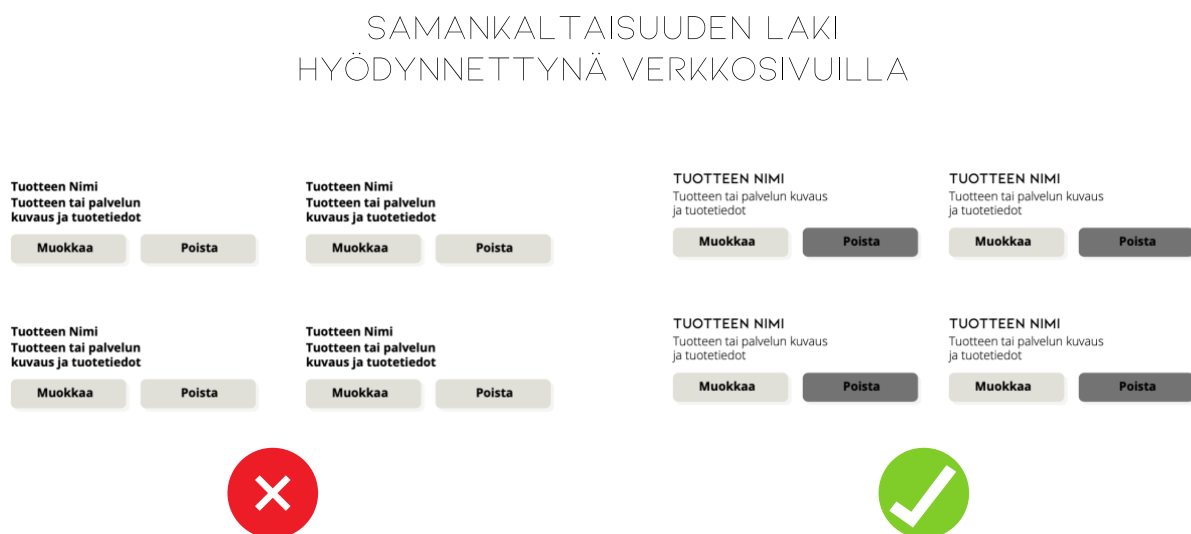 SAMANKALTAISUUDEN LAKI
HYÖDYNNETTYNÄ VERKKOSIVUILLA
Tuotteen Nimi
Tuotteen tai palvelun
kuvaus ja tuotetiedot
Muokkaa Poista
Tuotteen Nimi
Tuotteen tai palvelun
kuvaus ja tuotetiedot
Muokkaa Poista
Tuotteen Nimi
Tuotteen tai palvelun
kuvaus ja tuotetiedot
Muokkaa Poista
Tuotteen Nimi
Tuotteen tai palvelun
kuvaus ja tuotetiedot
Muokkaa Poista
TUOTTEEN NIMI
Tuotteen tai palvelun kuvaus
ja tuotetiedot
Muokkaa Poista
TUOTTEEN NIMI
Tuotteen tai palvelun kuvaus
ja tuotetiedot
Muokkaa Poista
TUOTTEEN NIMI
Tuotteen tai palvelun kuvaus
ja tuotetiedot
Muokkaa Poista
TUOTTEEN NIMI
Tuotteen tai palvelun kuvaus
ja tuotetiedot
Muokkaa Poista